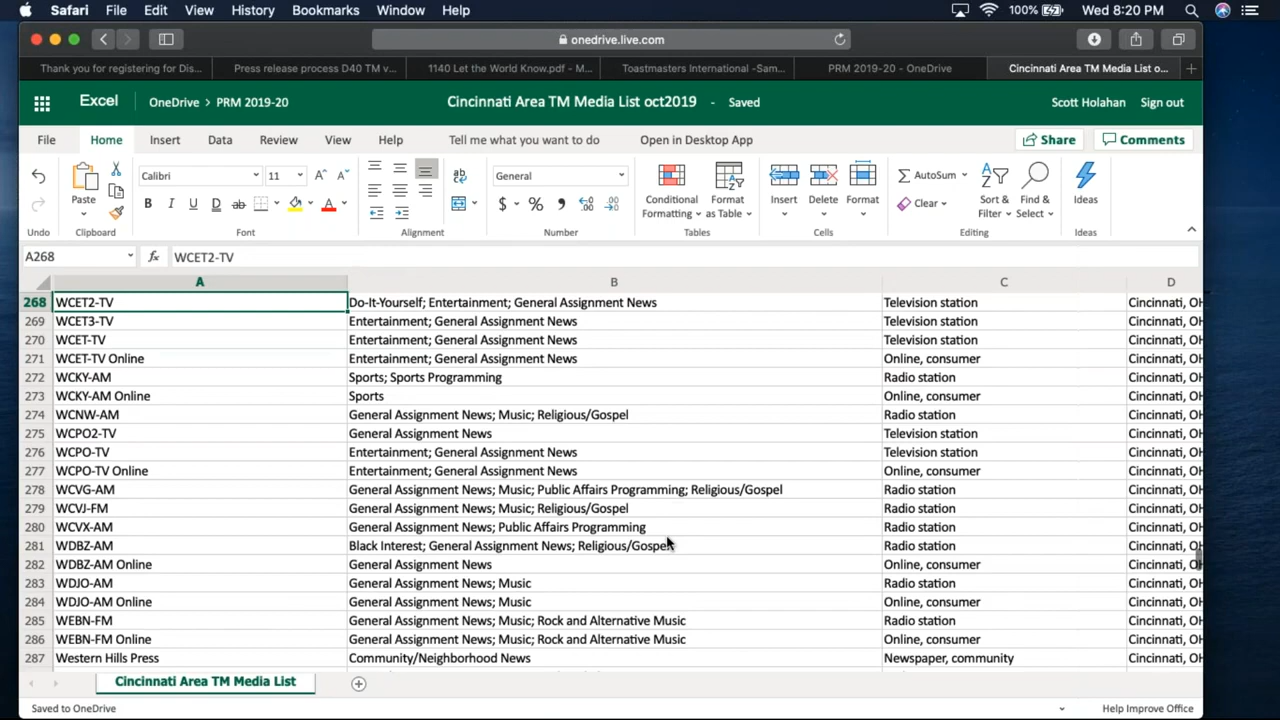 Safari File Edit View History Bookmarks Window Help 100% Wed 8:20 PM
onedrive.live.com
Thank you for registering for Dis... Press release process D40 TM v... 1140 Let the World Know.pdf - M... Toastmasters International -Sam... PRM 2019-20 - OneDrive Cincinnati Area TM Media List o...
Excel OneDrive > PRM 2019-20 Cincinnati Area TM Media List oct2019 - Saved Scott Holahan Sign out
File Home Insert Data Review View Help Tell me what you want to do Open in Desktop App Share Comments
Calibri 11 General AutoSum
Paste Conditional Formatting Format as Table Insert Delete Format Clear Sort & Filter Find & Select Ideas
Undo Clipboard Font Alignment Number Tables Cells Editing Ideas
A268 fx WCET2-TV
A B C D
268 WCET2-TV Do-It-Yourself; Entertainment; General Assignment News Television station Cincinnati, OH
269 WCET3-TV Entertainment; General Assignment News Television station Cincinnati, OH
270 WCET-TV Entertainment; General Assignment News Television station Cincinnati, OH
271 WCET-TV Online Entertainment; General Assignment News Online, consumer Cincinnati, OH
272 WCKY-AM Sports; Sports Programming Radio station Cincinnati, OH
273 WCKY-AM Online Sports Online, consumer Cincinnati, OH
274 WCNW-AM General Assignment News; Music; Religious/Gospel Radio station Cincinnati, OH
275 WCPO2-TV General Assignment News Television station Cincinnati, OH
276 WCPO-TV Entertainment; General Assignment News Television station Cincinnati, OH
277 WCPO-TV Online Entertainment; General Assignment News Online, consumer Cincinnati, OH
278 WCVG-AM General Assignment News; Music; Public Affairs Programming; Religious/Gospel Radio station Cincinnati, OH
279 WCVJ-FM General Assignment News; Music; Religious/Gospel Radio station Cincinnati, OH
280 WCVX-AM General Assignment News; Public Affairs Programming Radio station Cincinnati, OH
281 WDBZ-AM Black Interest; General Assignment News; Religious/Gospel Radio station Cincinnati, OH
282 WDBZ-AM Online General Assignment News Online, consumer Cincinnati, OH
283 WDJO-AM General Assignment News; Music Radio station Cincinnati, OH
284 WDJO-AM Online General Assignment News; Music Online, consumer Cincinnati, OH
285 WEBN-FM General Assignment News; Music; Rock and Alternative Music Radio station Cincinnati, OH
286 WEBN-FM Online General Assignment News; Music; Rock and Alternative Music Online, consumer Cincinnati, OH
287 Western Hills Press Community/Neighborhood News Newspaper, community Cincinnati, OH
Cincinnati Area TM Media List
Saved to OneDrive Help Improve Office